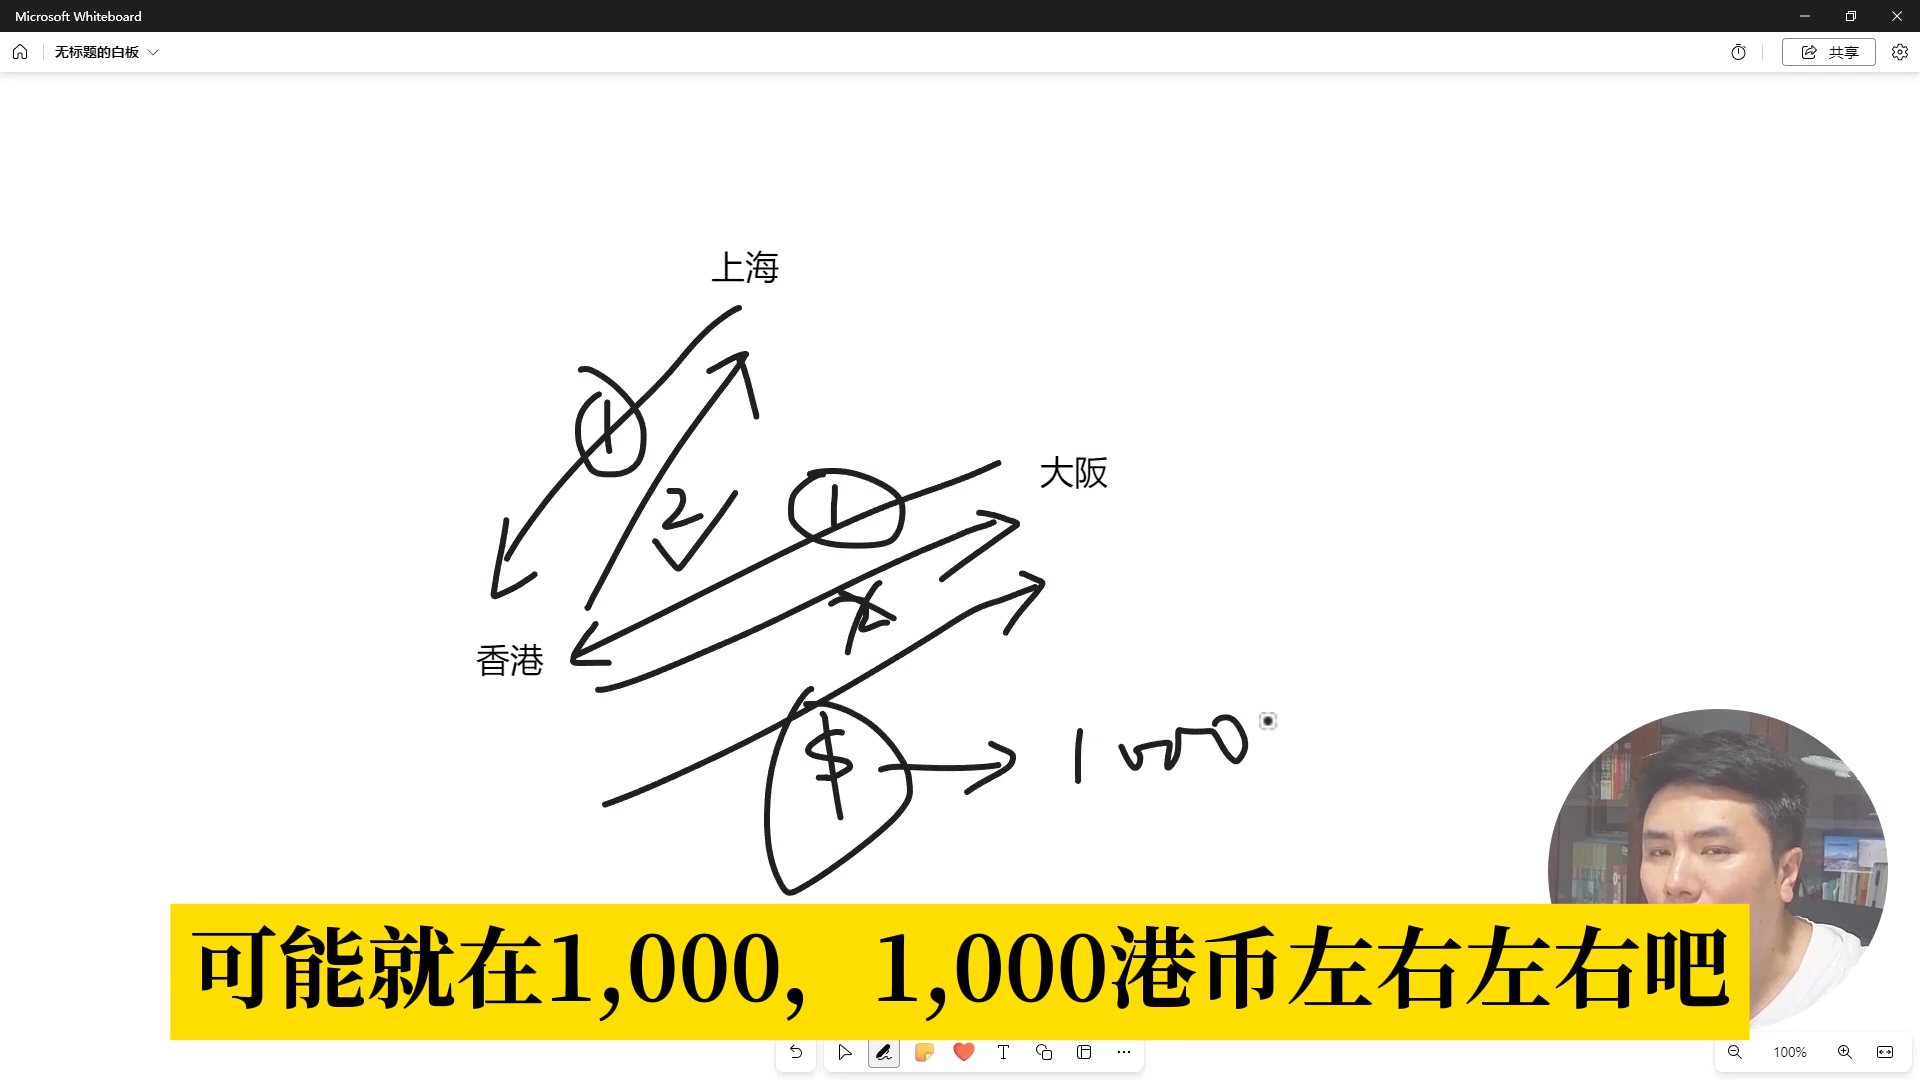 Microsoft Whiteboard
无标题的白板
共享
上海
1
大阪
2
1
香港
2
$
1000
可能就在1,000，1,000港币左右左右吧
T
100%